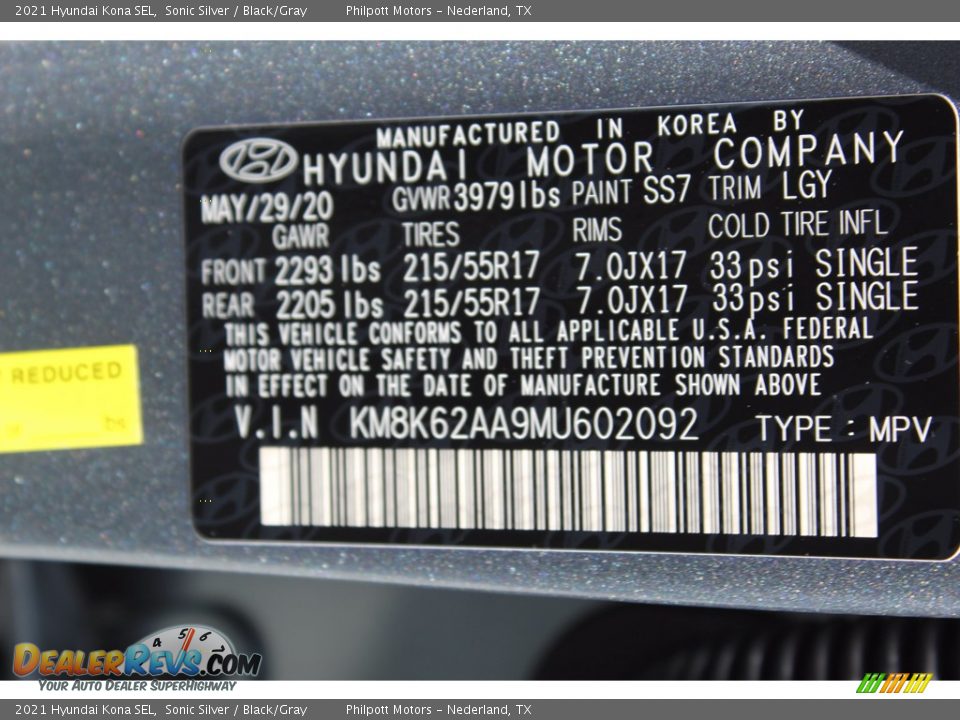 2021 Hyundai Kona SEL, Sonic Silver / Black/Gray Philpott Motors - Nederland, TX
MANUFACTURED IN KOREA BY
HYUNDAI MOTOR COMPANY
MAY/29/20 GVWR 3979 lbs PAINT SS7 TRIM LGY
GAWR TIRES RIMS COLD TIRE INFL
FRONT 2293 lbs 215/55R17 7.0JX17 33psi SINGLE
REAR 2205 lbs 215/55R17 7.0JX17 33psi SINGLE
THIS VEHICLE CONFORMS TO ALL APPLICABLE U.S.A. FEDERAL
MOTOR VEHICLE SAFETY AND THEFT PREVENTION STANDARDS
IN EFFECT ON THE DATE OF MANUFACTURE SHOWN ABOVE
V.I.N KM8K62AA9MU602092 TYPE : MPV
REDUCED
bs
4 5 6
DEALERREVS.COM
YOUR AUTO DEALER SUPERHIGHWAY
2021 Hyundai Kona SEL, Sonic Silver / Black/Gray Philpott Motors - Nederland, TX